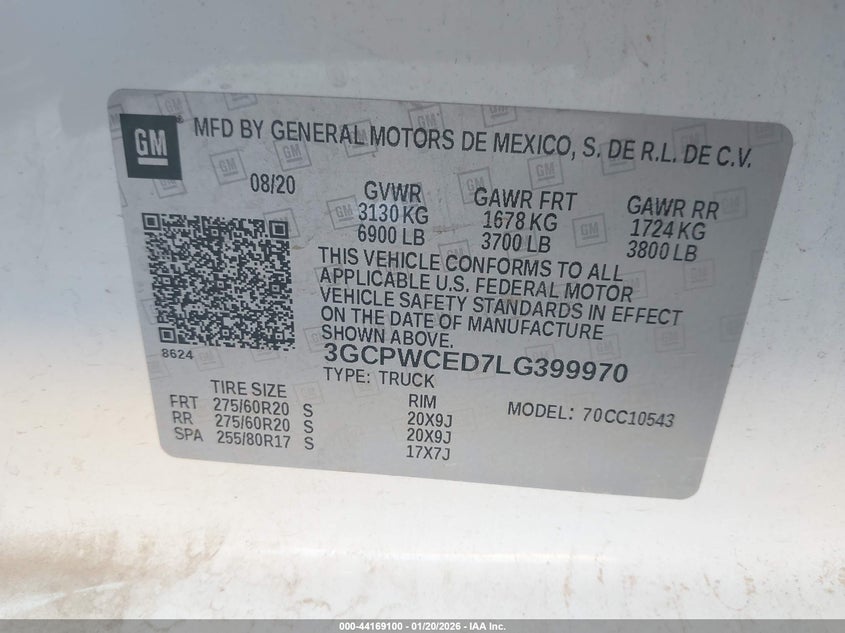 GM
MFD BY GENERAL MOTORS DE MEXICO, S. DE R.L. DE C.V.
08/20
GVWR
3130 KG
6900 LB
GAWR FRT
1678 KG
3700 LB
GAWR RR
1724 KG
3800 LB
THIS VEHICLE CONFORMS TO ALL
APPLICABLE U.S. FEDERAL MOTOR
VEHICLE SAFETY STANDARDS IN EFFECT
ON THE DATE OF MANUFACTURE
SHOWN ABOVE.
8624
3GCPWCED7LG399970
TYPE: TRUCK
TIRE SIZE
RIM
MODEL: 70CC10543
FRT 275/60R20 S 20X9J
RR 275/60R20 S 20X9J
SPA 255/80R17 S 17X7J
000-44169100 - 01/20/2026 - IAA Inc.